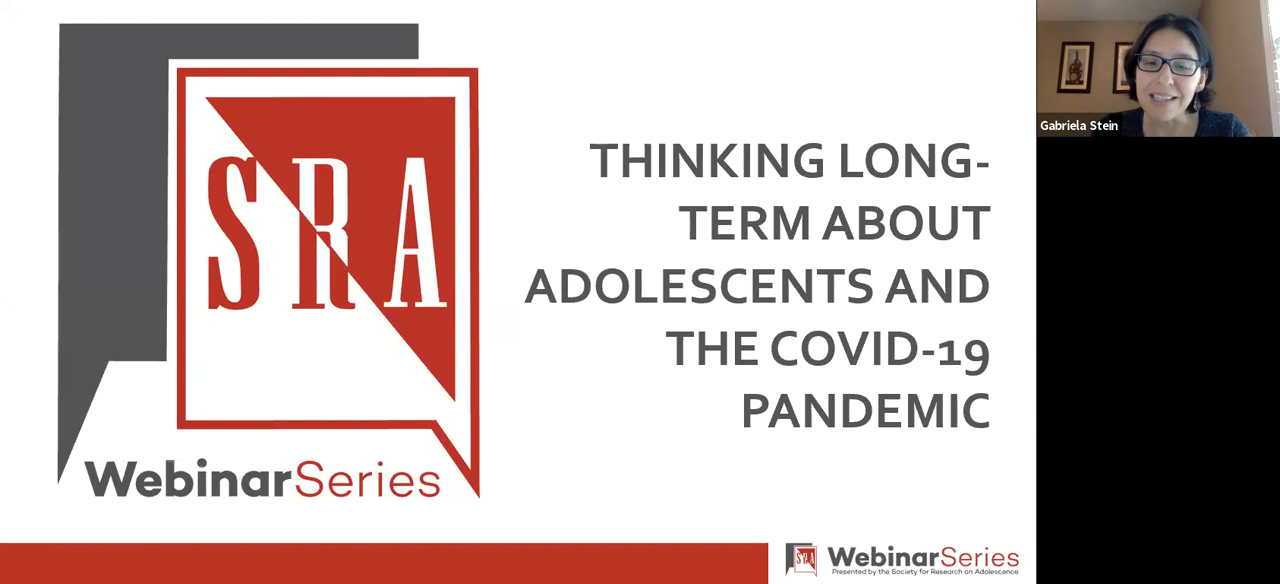 SRA
WebinarSeries
THINKING LONG-
TERM ABOUT
ADOLESCENTS AND
THE COVID-19
PANDEMIC
Gabriela Stein
SRA
WebinarSeries
Presented by the Society for Research on Adolescence